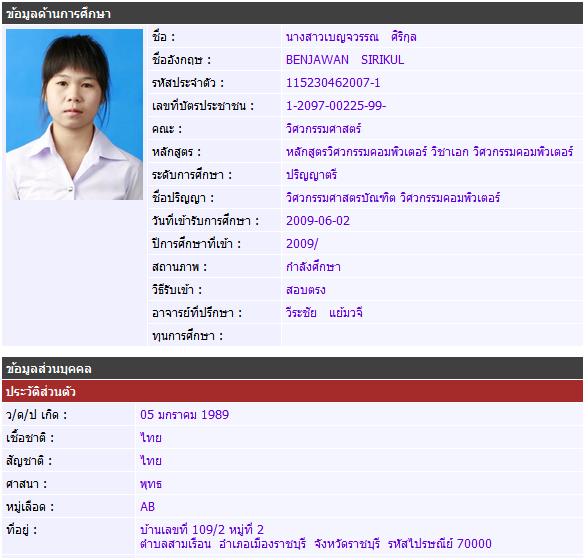 ข้อมูลด้านการศึกษา
ชื่อ : นางสาวเบญจวรรณ ศิริกุล
ชื่ออังกฤษ : BENJAWAN SIRIKUL
รหัสประจำตัว : 115230462007-1
เลขที่บัตรประชาชน : 1-2097-00225-99-
คณะ : วิศวกรรมศาสตร์
หลักสูตร : หลักสูตรวิศวกรรมคอมพิวเตอร์ วิชาเอก วิศวกรรมคอมพิวเตอร์
ระดับการศึกษา : ปริญญาตรี
ชื่อปริญญา : วิศวกรรมศาสตรบัณฑิต วิศวกรรมคอมพิวเตอร์
วันที่เข้ารับการศึกษา : 2009-06-02
ปีการศึกษาที่เข้า : 2009/
สถานภาพ : กำลังศึกษา
วิธีรับเข้า : สอบตรง
อาจารย์ที่ปรึกษา : วีระชัย แย้มวจี
ทุนการศึกษา :
ข้อมูลส่วนบุคคล
ประวัติส่วนตัว
ว/ด/ป เกิด : 05 มกราคม 1989
เชื้อชาติ : ไทย
สัญชาติ : ไทย
ศาสนา : พุทธ
หมู่เลือด : AB
ที่อยู่ : บ้านเลขที่ 109/2 หมู่ที่ 2
ตำบลสามเรือน อำเภอเมืองราชบุรี จังหวัดราชบุรี รหัสไปรษณีย์ 70000